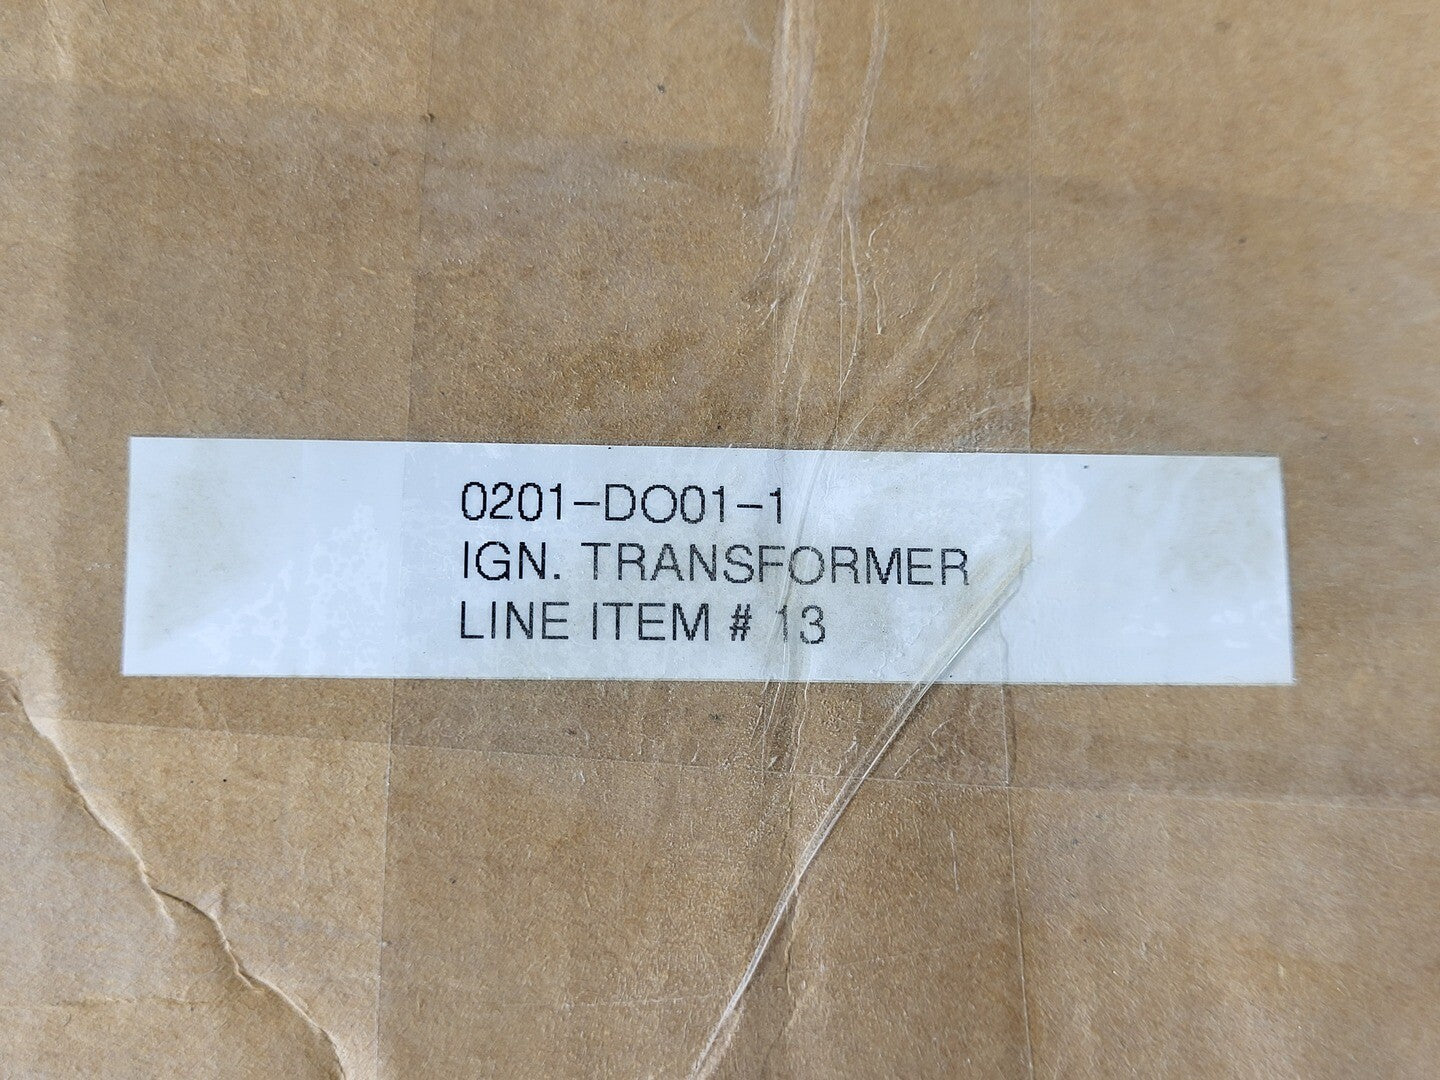 0201-DO01-1
IGN. TRANSFORMER
LINE ITEM # 13